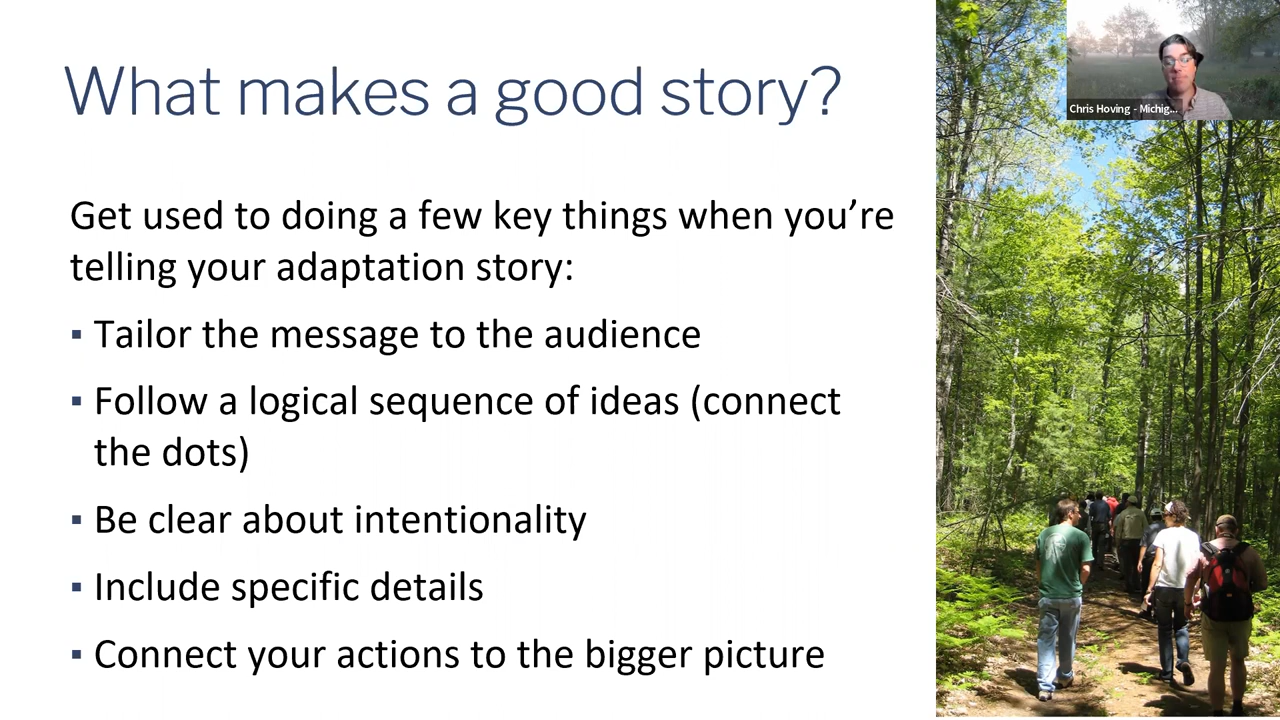 What makes a good story?
Chris Hoving - Michig...
Get used to doing a few key things when you’re
telling your adaptation story:
▪ Tailor the message to the audience
▪ Follow a logical sequence of ideas (connect
the dots)
▪ Be clear about intentionality
▪ Include specific details
▪ Connect your actions to the bigger picture